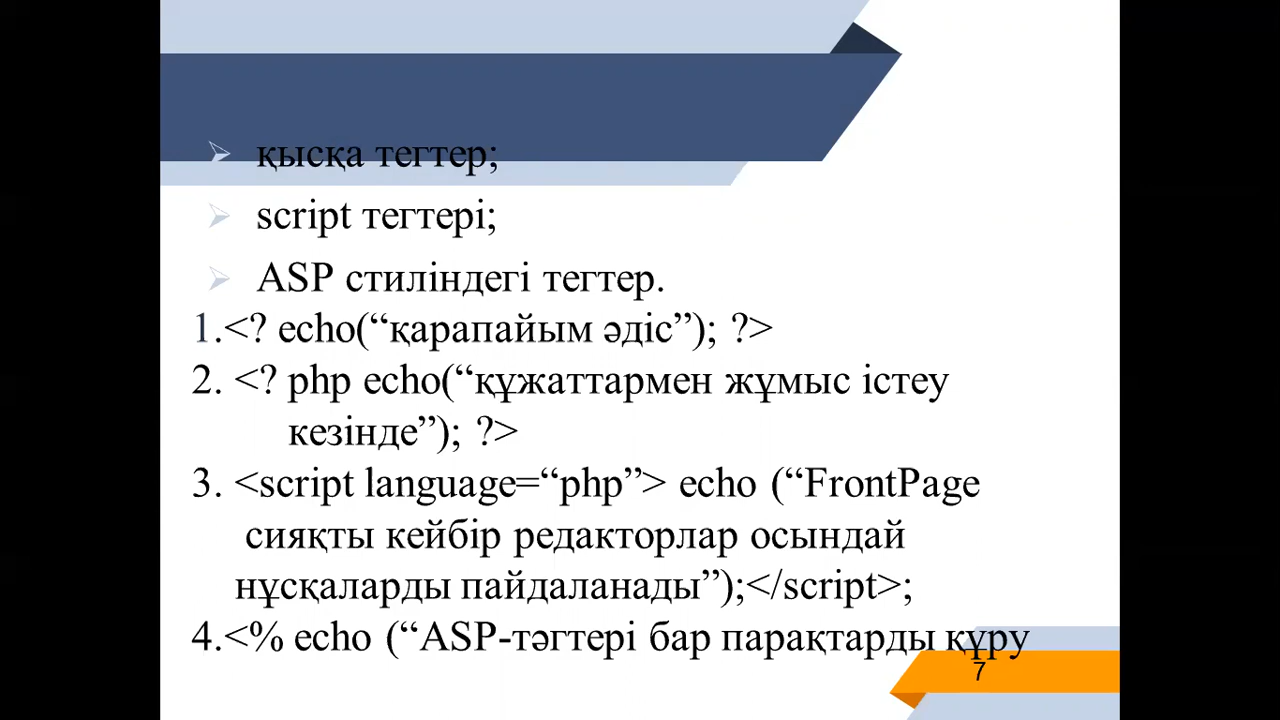 қысқа тегтер;
script тегтері;
ASP стиліндегі тегтер.
1.<? echo(“қарапайым әдіс”); ?>
2. <? php echo(“құжаттармен жұмыс істеу
кезінде”); ?>
3. <script language=“php”> echo (“FrontPage
сияқты кейбір редакторлар осындай
нұсқаларды пайдаланады”);</script>;
4.<% echo (“ASP-тәгтері бар парақтарды құру
7